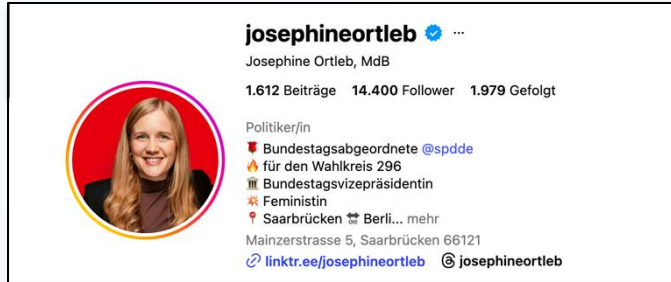 josephineortleb ...
Josephine Ortleb, MdB
1.612 Beiträge 14.400 Follower 1.979 Gefolgt
Politiker/in
🌹 Bundestagsabgeordnete @spdde
🔥 für den Wahlkreis 296
🏛️ Bundestagsvizepräsidentin
💥 Feministin
📍 Saarbrücken 🔛 Berli... mehr
Mainzerstrasse 5, Saarbrücken 66121
linktr.ee/josephineortleb josephineortleb